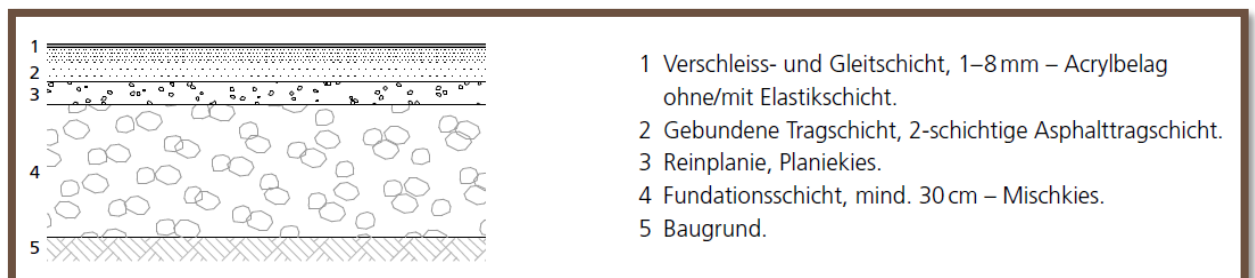 1
2
3
4
5
1 Verschleiss- und Gleitschicht, 1–8 mm – Acrylbelag
ohne/mit Elastikschicht.
2 Gebundene Tragschicht, 2-schichtige Asphalttragschicht.
3 Reinplanie, Planiekies.
4 Fundationsschicht, mind. 30 cm – Mischkies.
5 Baugrund.